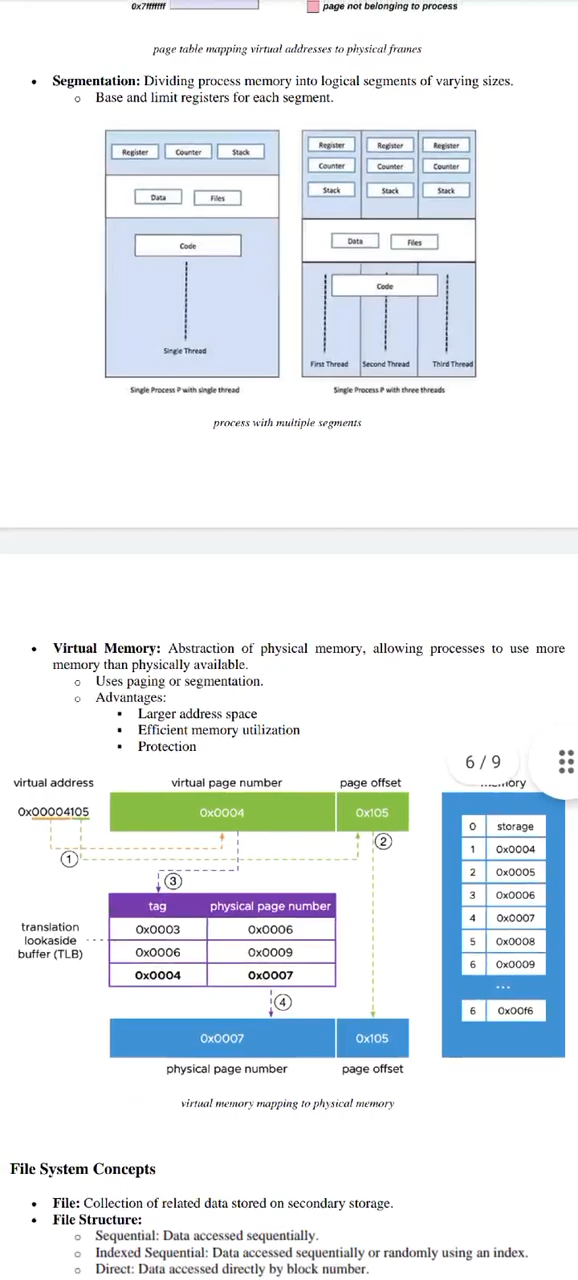 0x7fffffff
page not belonging to process
page table mapping virtual addresses to physical frames
• Segmentation: Dividing process memory into logical segments of varying sizes.
o Base and limit registers for each segment.
Register Counter Stack
Data Files
Code
Single Thread
Single Process P with single thread
Register Register Register
Counter Counter Counter
Stack Stack Stack
Data Files
Code
First Thread Second Thread Third Thread
Single Process P with three threads
process with multiple segments
• Virtual Memory: Abstraction of physical memory, allowing processes to use more
memory than physically available.
o Uses paging or segmentation.
o Advantages:
▪ Larger address space
▪ Efficient memory utilization
▪ Protection
6 / 9
virtual address
virtual page number
page offset
0x00004105
0x0004
0x105
1
2
3
tag physical page number
translation
lookaside
buffer (TLB)
0x0003 0x0006
0x0006 0x0009
0x0004 0x0007
4
0x0007
0x105
physical page number
page offset
0 storage
1 0x0004
2 0x0005
3 0x0006
4 0x0007
5 0x0008
6 0x0009
...
6 0x00f6
virtual memory mapping to physical memory
File System Concepts
• File: Collection of related data stored on secondary storage.
• File Structure:
o Sequential: Data accessed sequentially.
o Indexed Sequential: Data accessed sequentially or randomly using an index.
o Direct: Data accessed directly by block number.